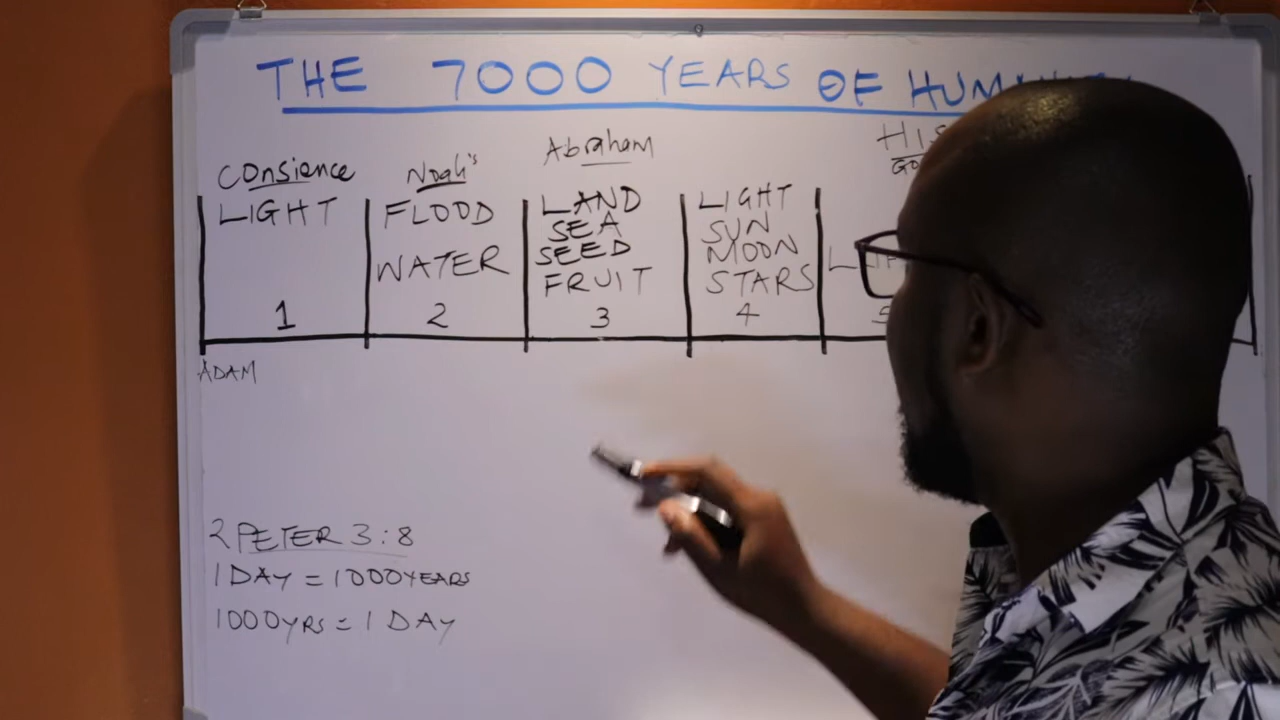 THE 7000 YEARS OF HUM
HIS
GO
Consience
Noah's
Abraham
LIGHT
FLOOD
WATER
LAND
SEA
SEED
FRUIT
LIGHT
SUN
MOON
STARS
1
2
3
4
5
ADAM
2 PETER 3:8
1 DAY = 1000 YEARS
1000 YRS = 1 DAY